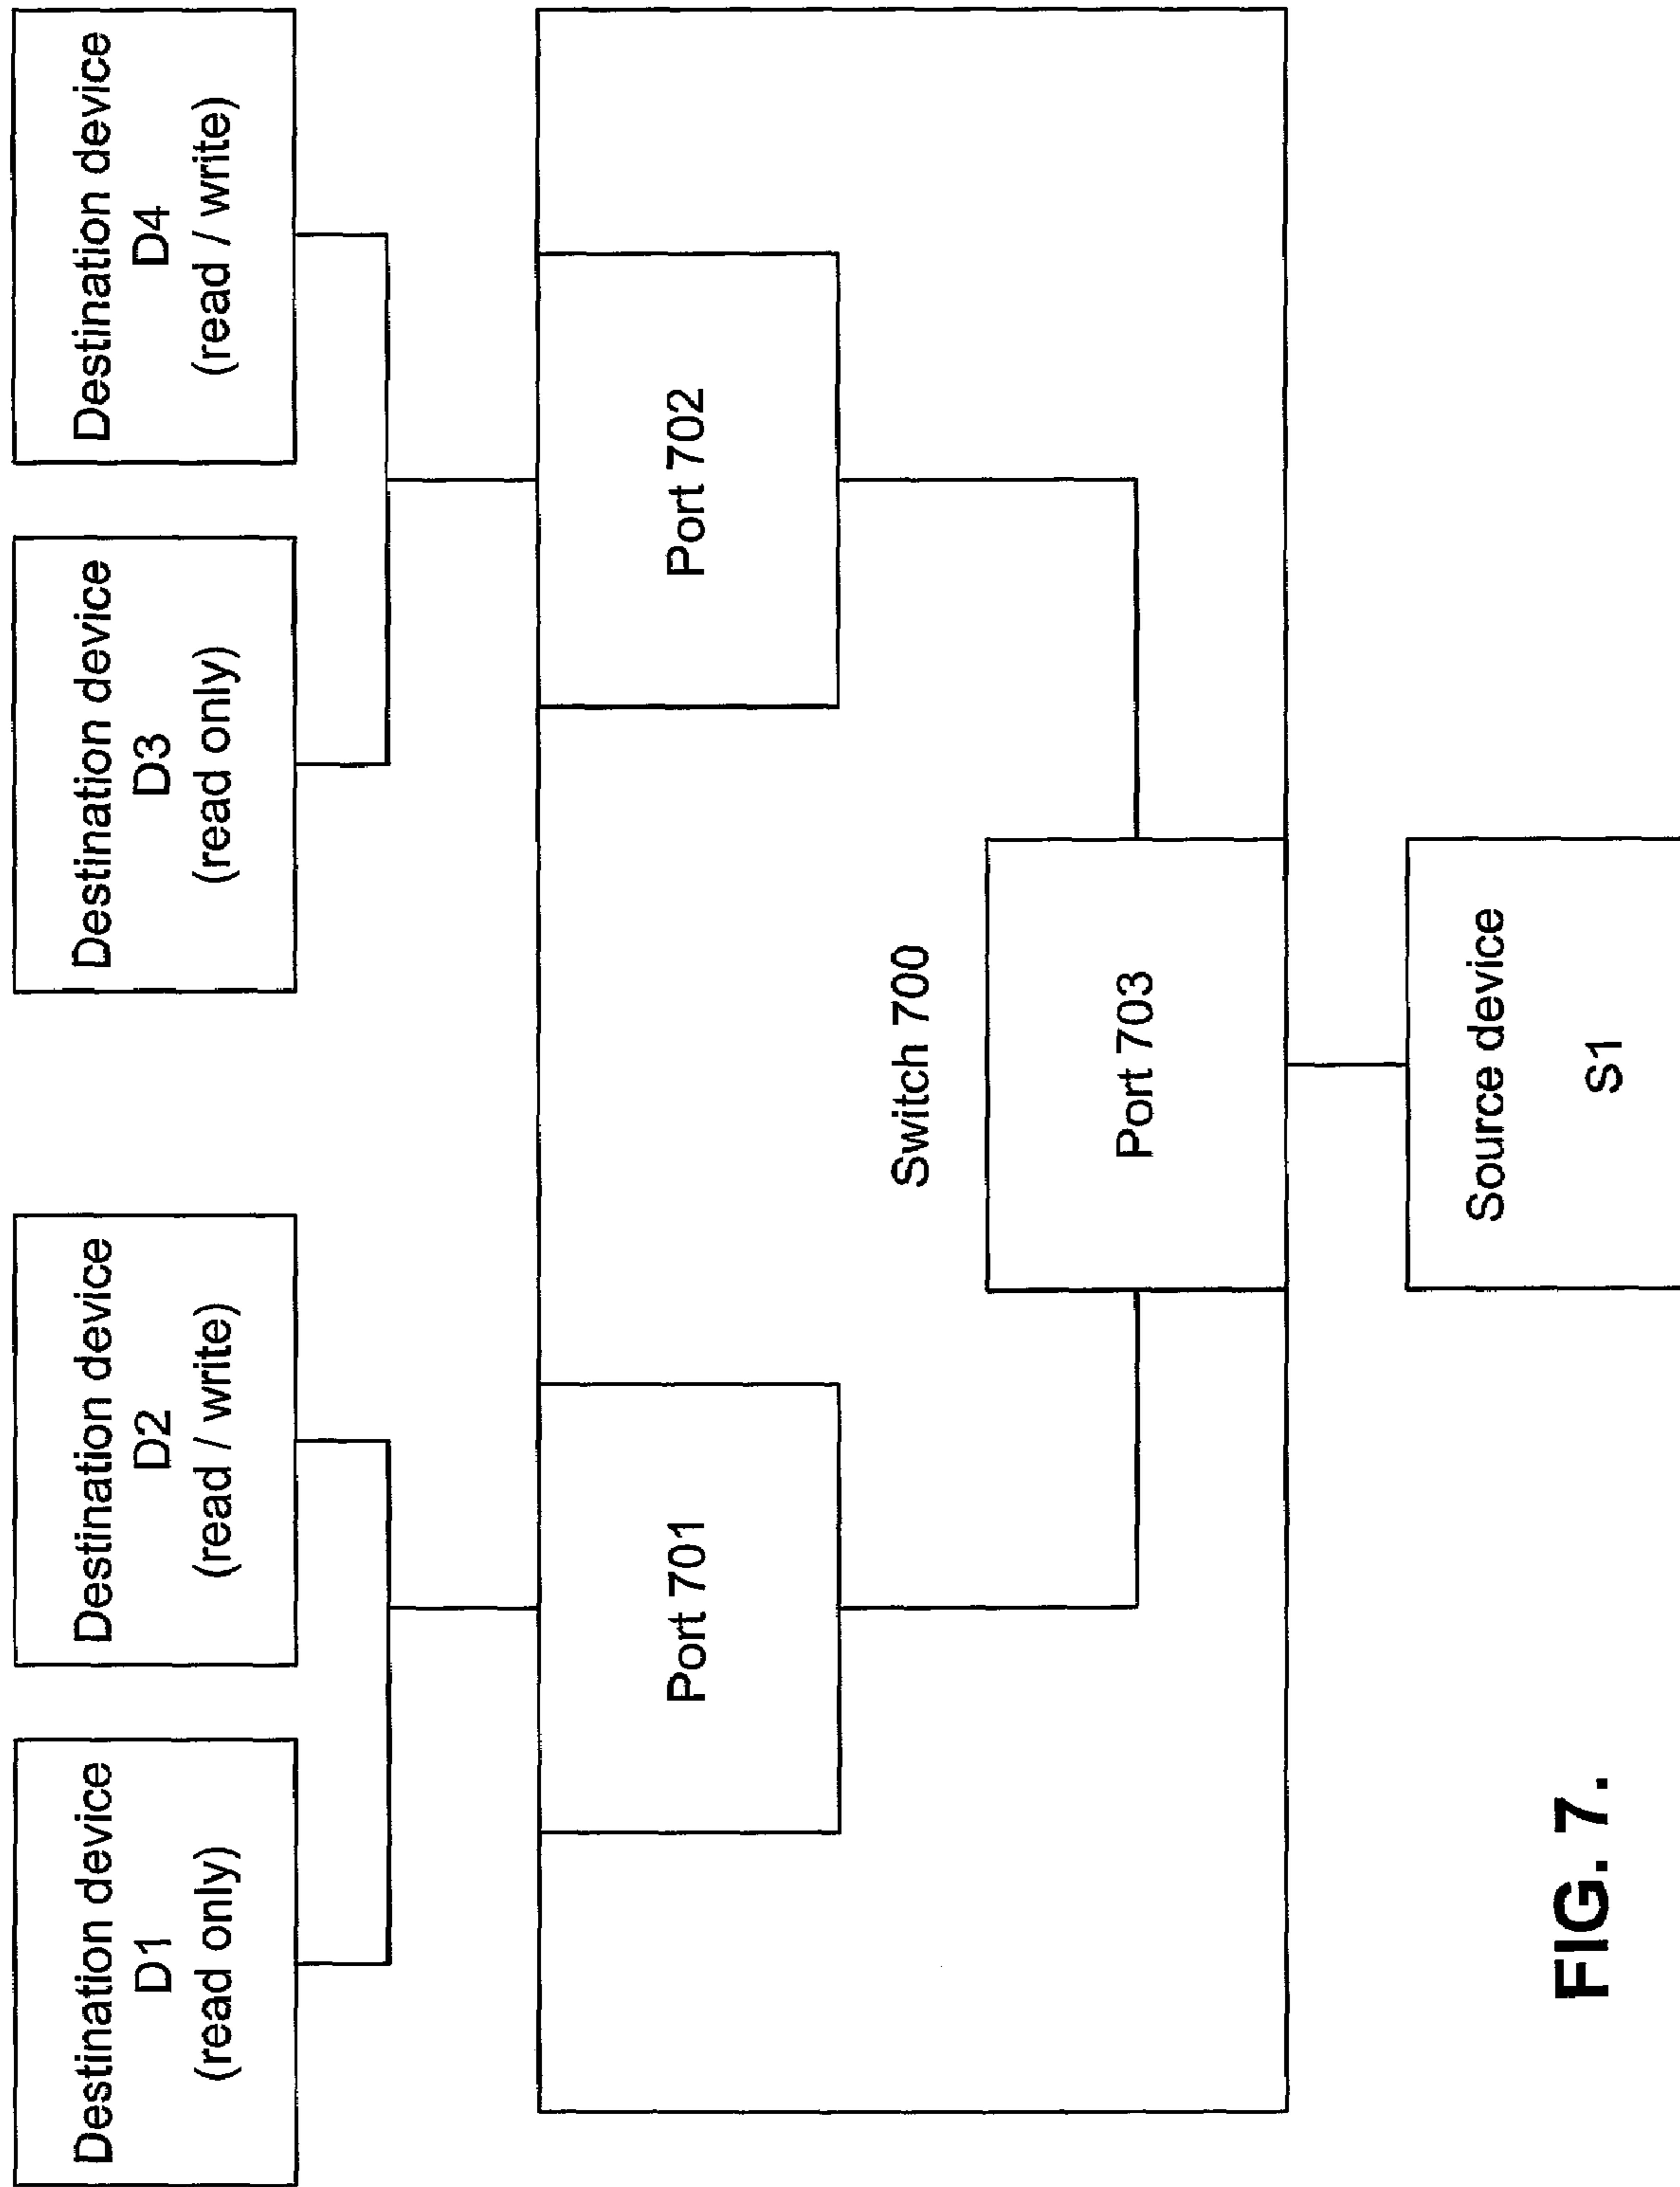 Destination device
D1
(read only)
Destination device
D2
(read / write)
Destination device
D3
(read only)
Destination device
D4
(read / write)
Port 701
Port 702
Switch 700
Port 703
Source device
S1
FIG. 7.